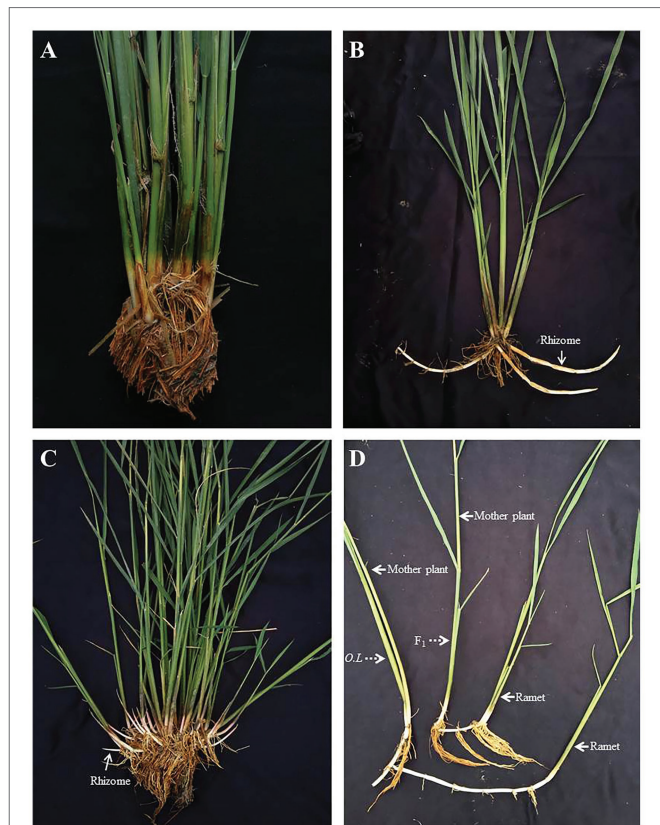 A
B
Rhizome
C
Rhizome
D
Mother plant
Mother plant
F1
O.L
Ramet
Ramet